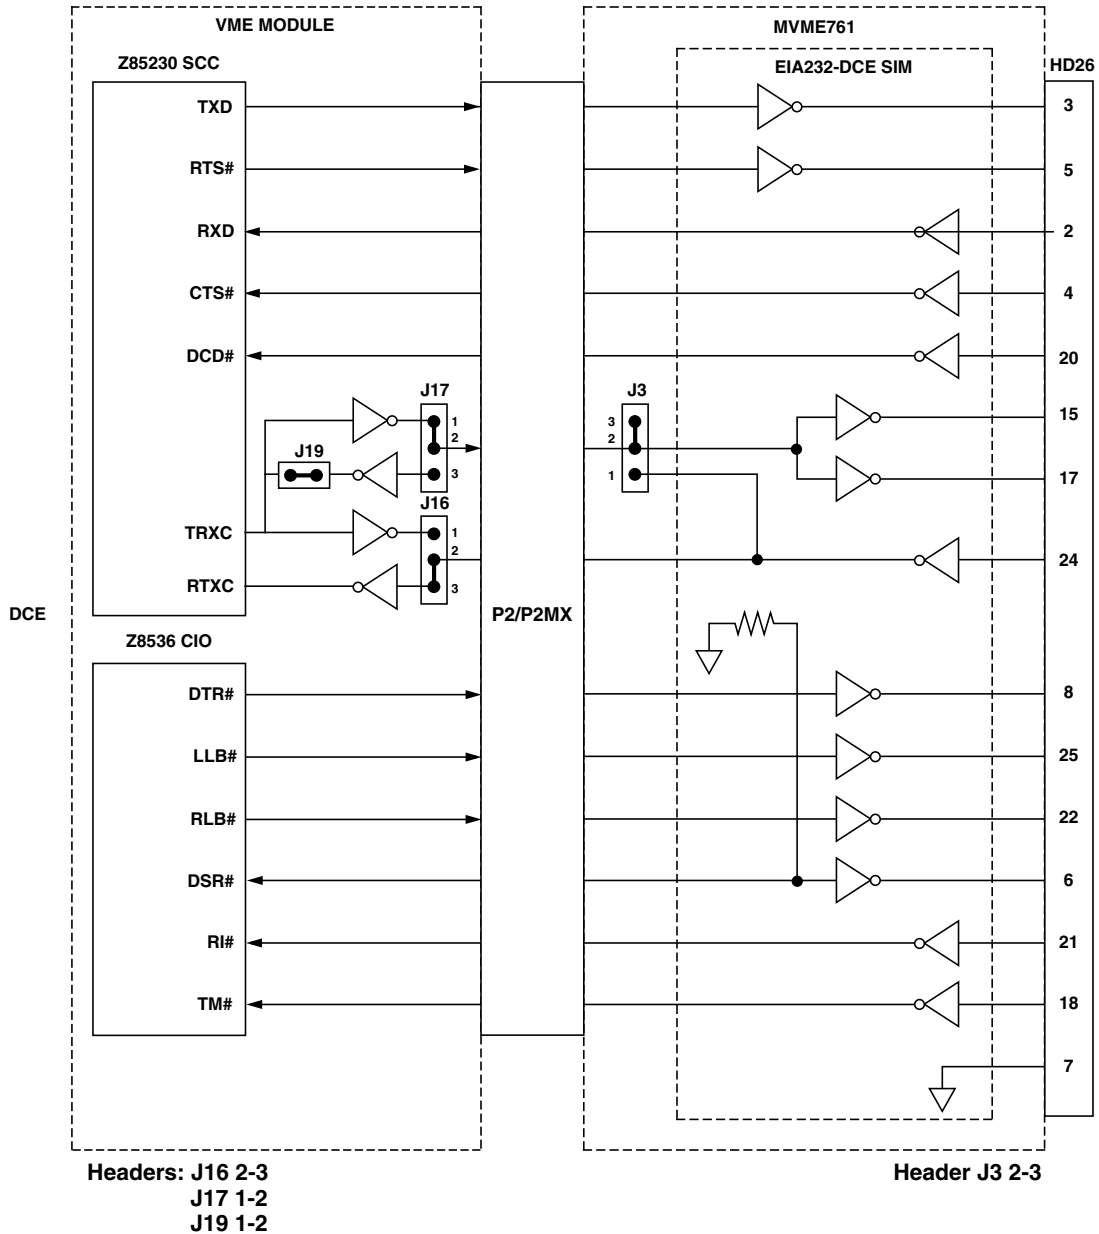 VME MODULE
MVME761
Z85230 SCC
EIA232-DCE SIM
HD26
TXD
3
RTS#
5
RXD
2
CTS#
4
DCD#
20
J17
J3
1
3
15
2
2
J19
3
1
17
J16
TRXC
1
2
24
RTXC
3
DCE
P2/P2MX
Z8536 CIO
DTR#
8
LLB#
25
RLB#
22
DSR#
6
RI#
21
TM#
18
7
Headers: J16 2-3
Header J3 2-3
J17 1-2
J19 1-2